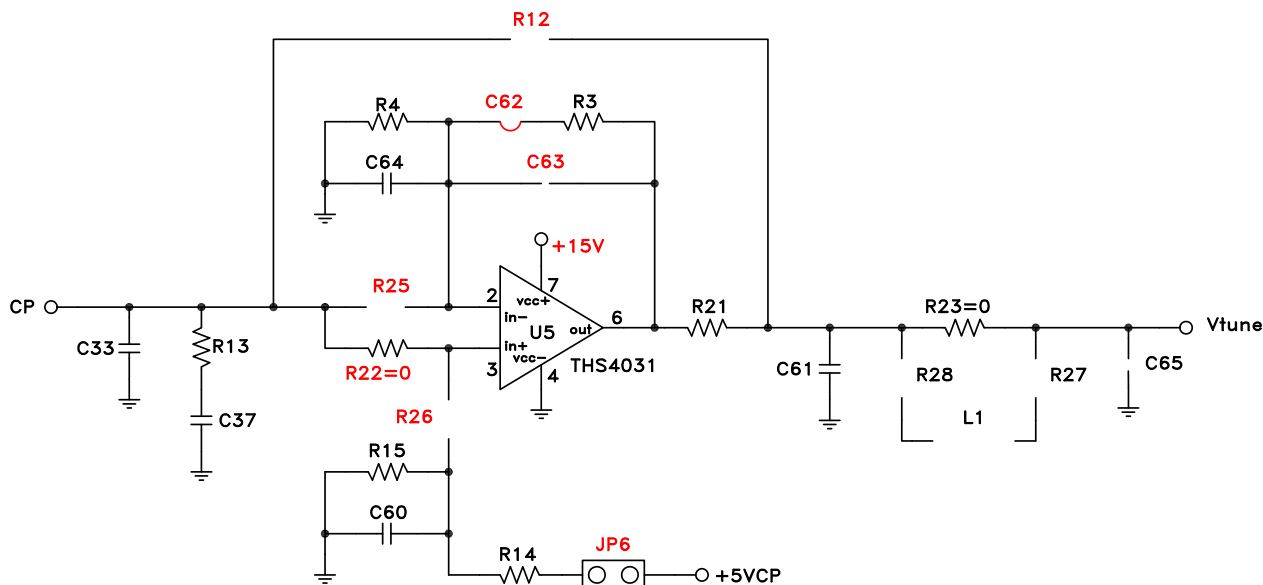 R12
R4
C62
R3
C64
C63
+15V
CP
R25
2
7
vcc+
in-
U5
out
6
R21
R23=0
Vtune
C33
R13
R22=0
in+
vcc-
3
4
THS4031
C61
R28
R27
C65
C37
R26
L1
R15
C60
R14
JP6
+5VCP